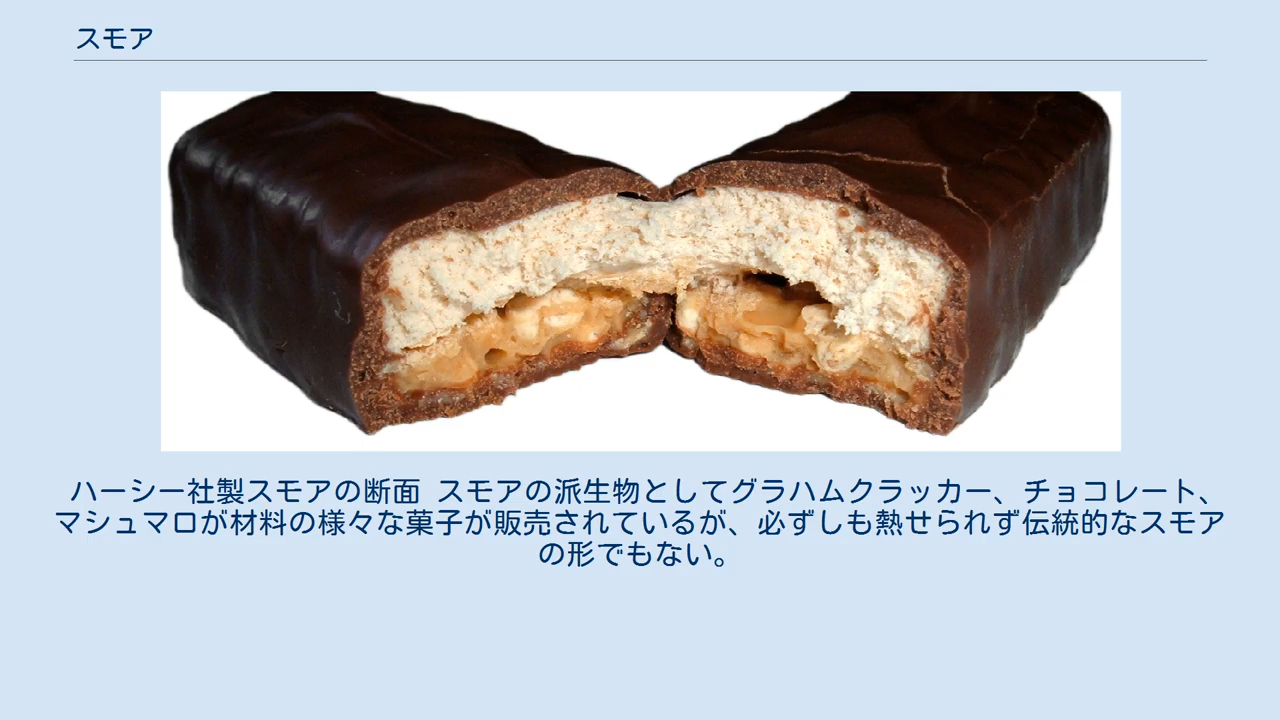 スモア
ハーシー社製スモアの断面 スモアの派生物としてグラハムクラッカー、チョコレート、
マシュマロが材料の様々な菓子が販売されているが、必ずしも熱せられず伝統的なスモア
の形でもない。